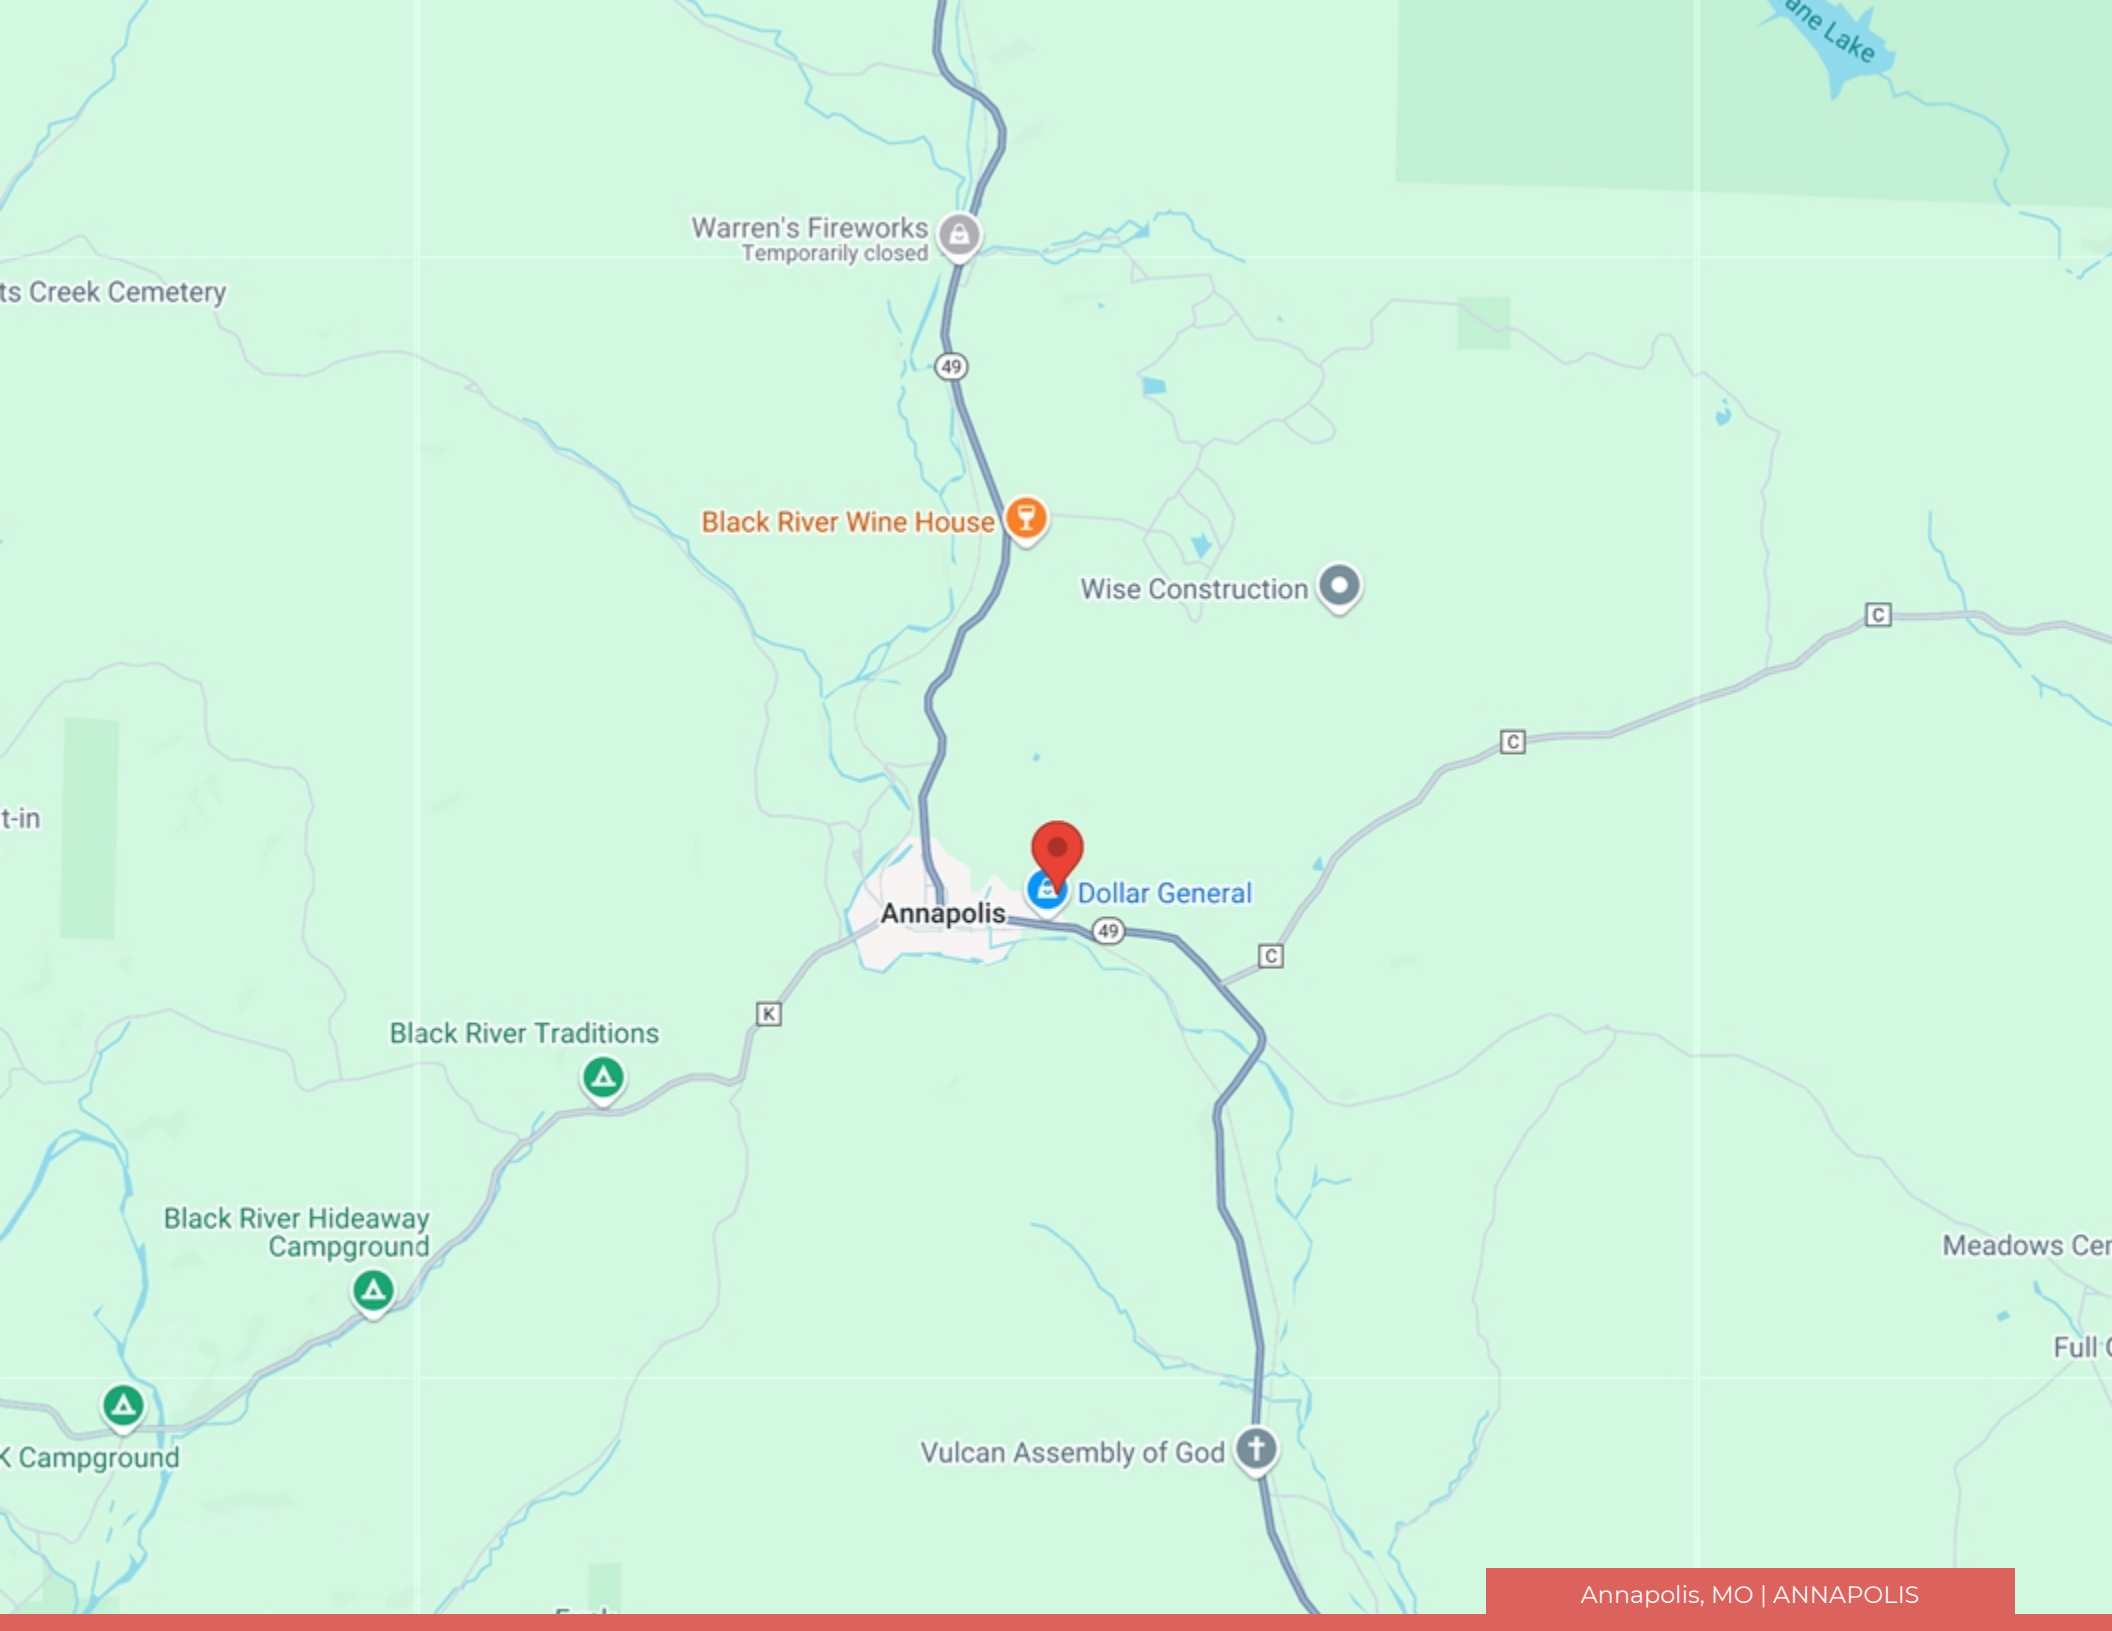 ane Lake
Warren's Fireworks
Temporarily closed
ts Creek Cemetery
49
Black River Wine House
Wise Construction
C
C
t-in
Dollar General
Annapolis
49
C
K
Black River Traditions
Black River Hideaway
Campground
Meadows Cem
Full G
K Campground
Vulcan Assembly of God
Annapolis, MO | ANNAPOLIS